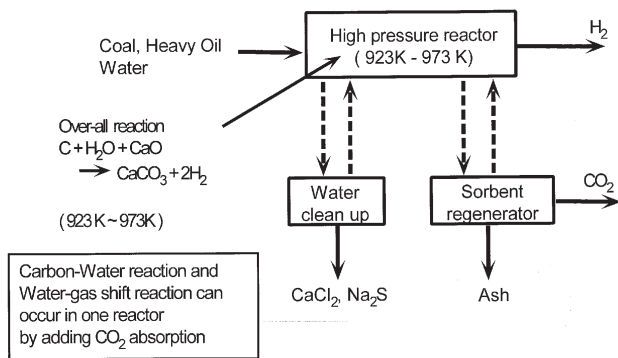 Coal, Heavy Oil
Water
High pressure reactor
( 923K - 973 K)
H₂
Over-all reaction
C + H₂O + CaO
CaCO₃ + 2H₂
(923K ~ 973K)
Water
clean up
Sorbent
regenerator
CO₂
CaCl₂, Na₂S
Ash
Carbon-Water reaction and
Water-gas shift reaction can
occur in one reactor
by adding CO₂ absorption